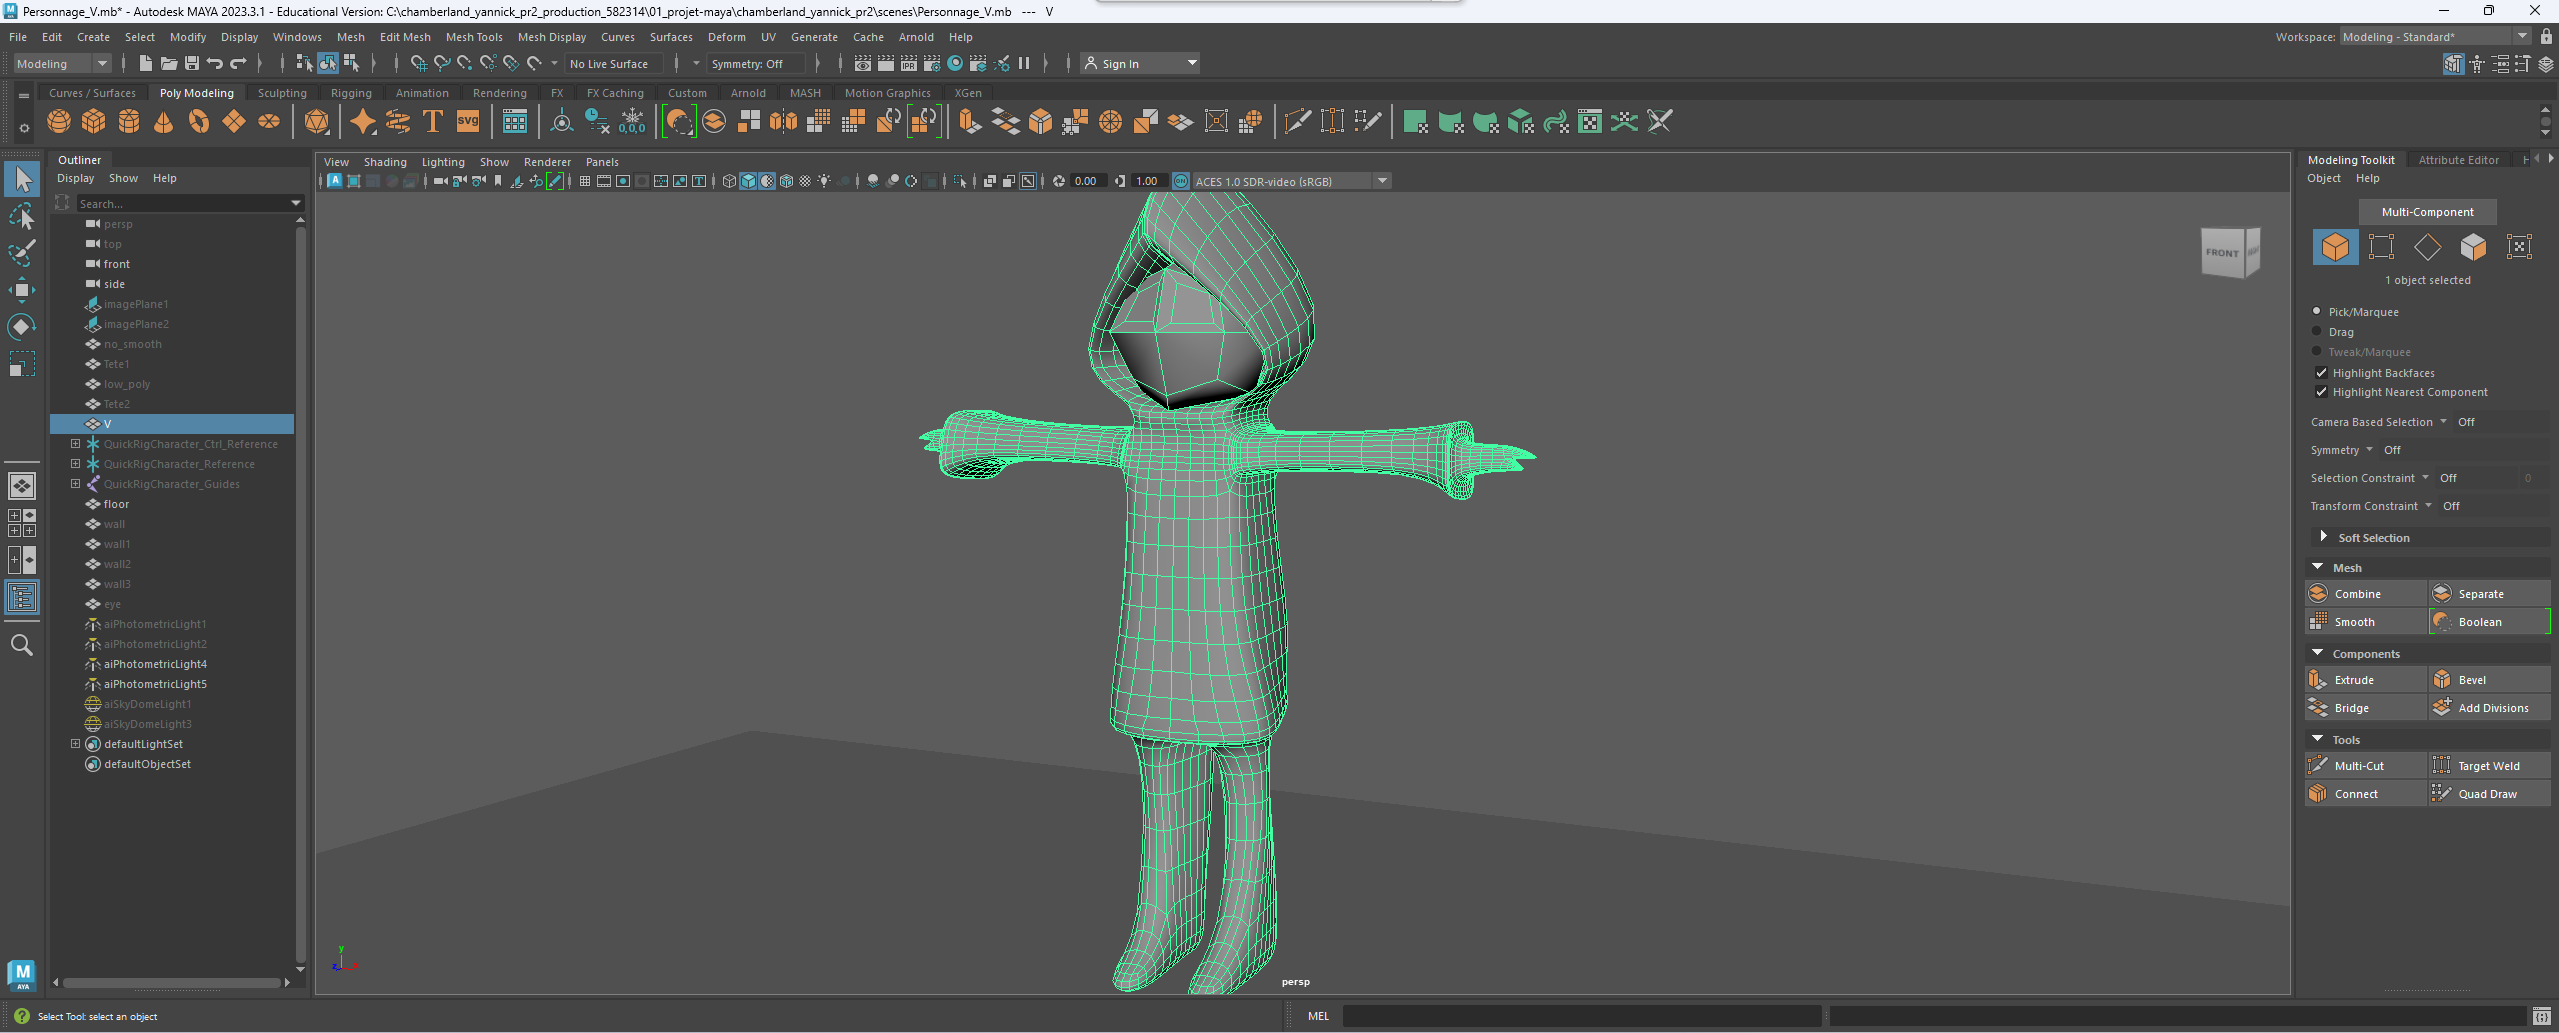 Personnage_V.mb* - Autodesk MAYA 2023.3.1 - Educational Version: C:\chamberland_yannick_pr2_production_582314\01_projet-maya\chamberland_yannick_pr2\scenes\Personnage_V.mb --- V
File Edit Create Select Modify Display Windows Mesh Edit Mesh Mesh Tools Mesh Display Curves Surfaces Deform UV Generate Cache Arnold Help
Workspace: Modeling - Standard*
Modeling
No Live Surface
Symmetry: Off
IPR
Sign In
Curves / Surfaces Poly Modeling Sculpting Rigging Animation Rendering FX FX Caching Custom Arnold MASH Motion Graphics XGen
T
SVG
0,0,0
Outliner
Display Show Help
Search...
persp
top
front
side
imagePlane1
imagePlane2
no_smooth
Tete1
low_poly
Tete2
V
QuickRigCharacter_Ctrl_Reference
QuickRigCharacter_Reference
QuickRigCharacter_Guides
floor
wall
wall1
wall2
wall3
eye
aiPhotometricLight1
aiPhotometricLight2
aiPhotometricLight4
aiPhotometricLight5
aiSkyDomeLight1
aiSkyDomeLight3
defaultLightSet
defaultObjectSet
View Shading Lighting Show Renderer Panels
0.00
1.00
ON
ACES 1.0 SDR-video (sRGB)
FRONT
y
z
persp
Modeling Toolkit Attribute Editor
Object Help
Multi-Component
1 object selected
Pick/Marquee
Drag
Tweak/Marquee
Highlight Backfaces
Highlight Nearest Component
Camera Based Selection Off
Symmetry Off
Selection Constraint Off 0
Transform Constraint Off
Soft Selection
Mesh
Combine Separate
Smooth Boolean
Components
Extrude Bevel
Bridge Add Divisions
Tools
Multi-Cut Target Weld
Connect Quad Draw
M
AYA
Select Tool: select an object
MEL